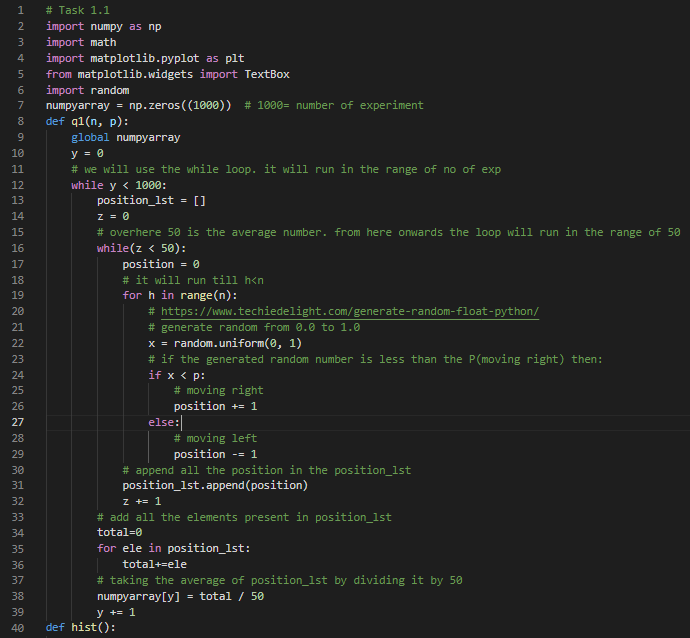 1 # Task 1.1
2 import numpy as np
3 import math
4 import matplotlib.pyplot as plt
5 from matplotlib.widgets import TextBox
6 import random
7 numpyarray = np.zeros((1000))  # 1000= number of experiment
8 def q1(n, p):
9     global numpyarray
10     y = 0
11     # we will use the while loop. it will run in the range of no of exp
12     while y < 1000:
13         position_lst = []
14         z = 0
15         # overhere 50 is the average number. from here onwards the loop will run in the range of 50
16         while(z < 50):
17             position = 0
18             # it will run till h<n
19             for h in range(n):
20                 # https://www.techiedelight.com/generate-random-float-python/
21                 # generate random from 0.0 to 1.0
22                 x = random.uniform(0, 1)
23                 # if the generated random number is less than the P(moving right) then:
24                 if x < p:
25                     # moving right
26                     position += 1
27                 else:
28                     # moving left
29                     position -= 1
30             # append all the position in the position_lst
31             position_lst.append(position)
32             z += 1
33         # add all the elements present in position_lst
34         total=0
35         for ele in position_lst:
36             total+=ele
37         # taking the average of position_lst by dividing it by 50
38         numpyarray[y] = total / 50
39         y += 1
40 def hist():